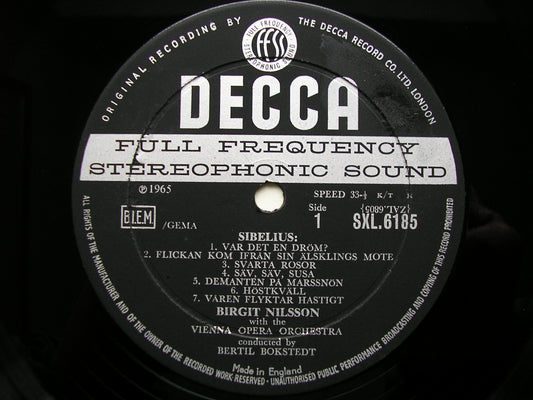 ORIGINAL RECORDING BY THE DECCA RECORD CO. LTD. LONDON
FULL FREQUENCY
ffss
STEREOPHONIC SOUND
DECCA
FULL FREQUENCY
STEREOPHONIC SOUND
℗1965
SPEED 33-⅓ K/T
B.I.E.M /GEMA
Side
1
SXL.6185
SIBELIUS:
1. VAR DET EN DRÖM?
2. FLICKAN KOM IFRÅN SIN ÄLSKLINGS MOTE
3. SVARTA ROSOR
4. SÄV, SÄV, SUSA
5. DEMANTEN PÅ MARSSNÖN
6. HÖSTKVÄLL
7. VÅREN FLYKTAR HASTIGT
BIRGIT NILSSON
with the
VIENNA OPERA ORCHESTRA
conducted by
BERTIL BOKSTEDT
Made in England
ALL RIGHTS OF THE MANUFACTURER AND OF THE OWNER OF THE RECORDED WORK RESERVED · UNAUTHORISED PUBLIC PERFORMANCE BROADCASTING AND COPYING OF THIS RECORD PROHIBITED